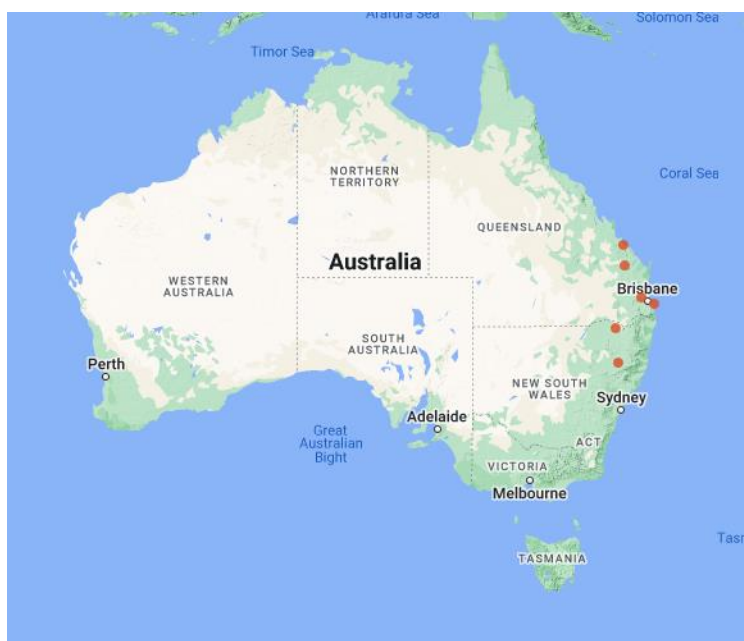 Arafura Sea
Solomon Sea
Timor Sea
Coral Sea
NORTHERN
TERRITORY
QUEENSLAND
Australia
WESTERN
AUSTRALIA
Brisbane
SOUTH
AUSTRALIA
Perth
NEW SOUTH
WALES
Sydney
Adelaide
Great
Australian
Bight
ACT
VICTORIA
Melbourne
Tasm
TASMANIA